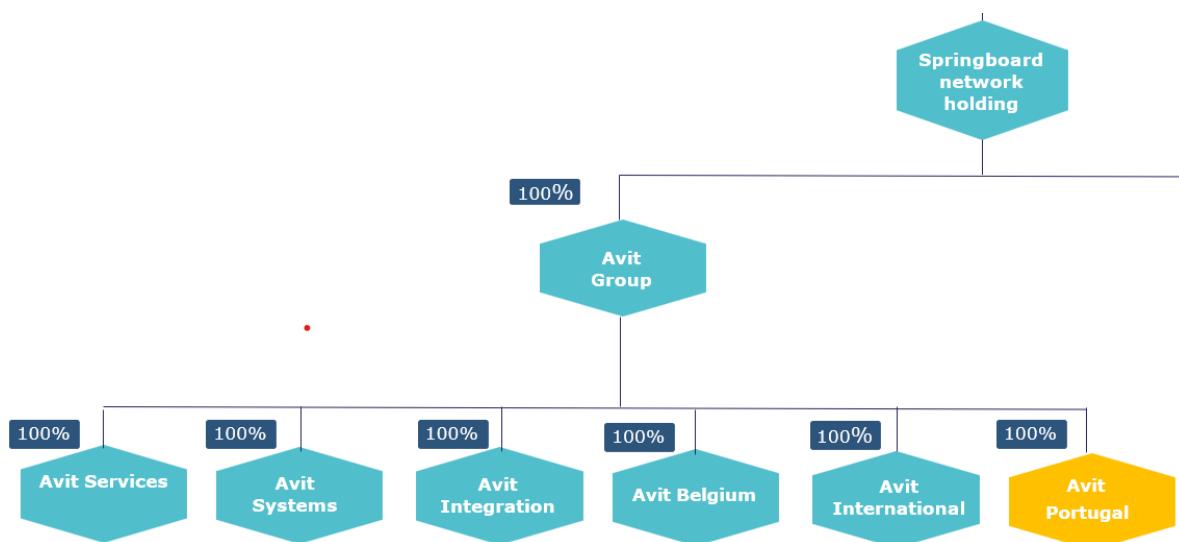 Springboard
network
holding
100%
Avit
Group
100%
100%
100%
100%
100%
100%
Avit Services
Avit
Systems
Avit
Integration
Avit Belgium
Avit
International
Avit
Portugal